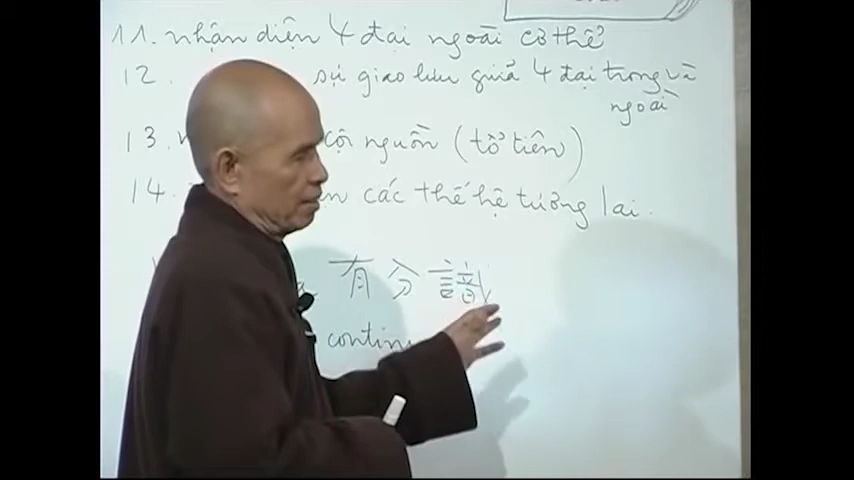 11. nhận diện 4 đại ngoài cơ thể
12. sự giao lưu giữa 4 đại trong và
ngoài
13. cội nguồn (tổ tiên)
14. các thế hệ tương lai.
有 分 識
contin